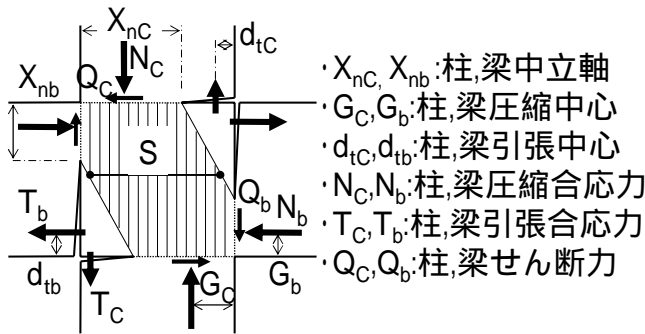 X_nC
d_tC
N_C
Q_C
X_nb
S
T_b
Q_b
N_b
d_tb
T_C
G_C
G_b
·X_nC, X_nb:柱,梁中立軸
·G_C,G_b:柱,梁圧縮中心
·d_tC,d_tb:柱,梁引張中心
·N_C,N_b:柱,梁圧縮合応力
·T_C,T_b:柱,梁引張合応力
·Q_C,Q_b:柱,梁せん断力